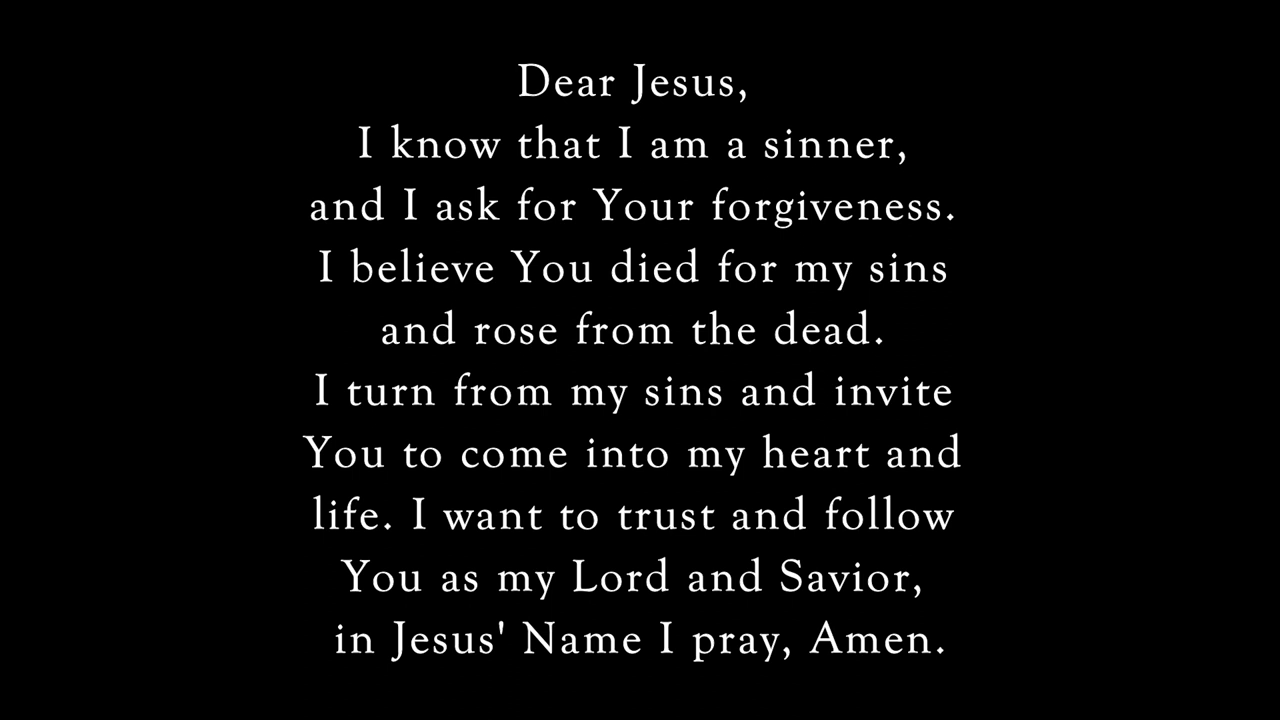 Dear Jesus,
I know that I am a sinner,
and I ask for Your forgiveness.
I believe You died for my sins
and rose from the dead.
I turn from my sins and invite
You to come into my heart and
life. I want to trust and follow
You as my Lord and Savior,
in Jesus' Name I pray, Amen.